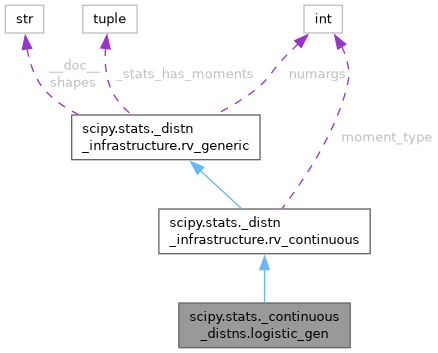 str
tuple
int
__doc__
shapes
_stats_has_moments
numargs
scipy.stats._distn
_infrastructure.rv_generic
moment_type
scipy.stats._distn
_infrastructure.rv_continuous
scipy.stats._continuous
_distns.logistic_gen